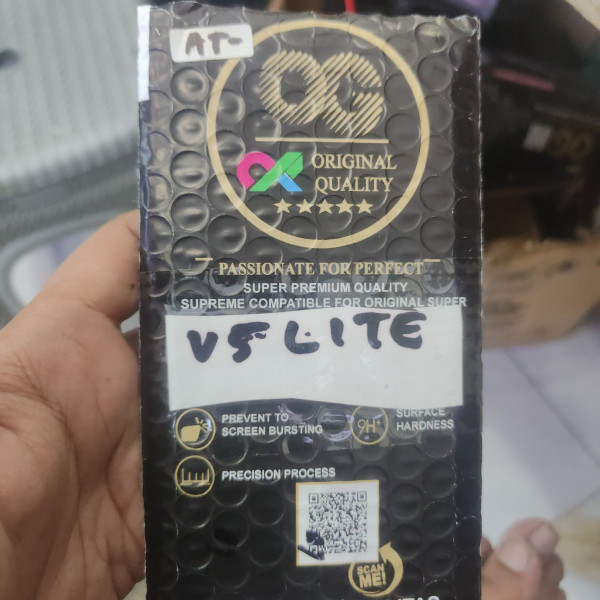 AT-
OG
ORIGINAL
QUALITY
PASSIONATE FOR PERFECT
SUPER PREMIUM QUALITY
SUPREME COMPATIBLE FOR ORIGINAL SUPER
V5 LITE
PREVENT TO
SCREEN BURSTING
9H
SURFACE
HARDNESS
PRECISION PROCESS
SCAN
ME!